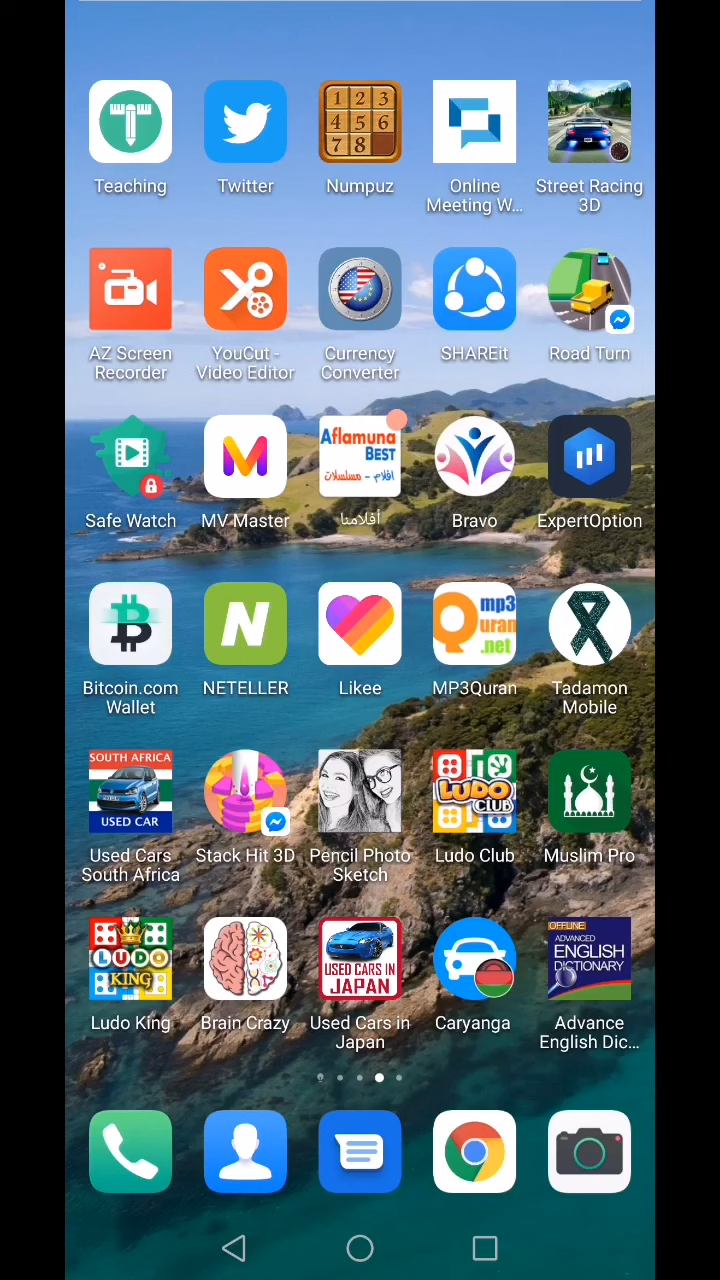 Teaching
Twitter
1 2 3
4 5 6
7 8
Numpuz
Online
Meeting W...
Street Racing
3D
AZ Screen
Recorder
YouCut -
Video Editor
Currency
Converter
SHAREit
Road Turn
Safe Watch
MV Master
Aflamuna
BEST
افلام - مسلسلات
أفلامنا
Bravo
ExpertOption
Bitcoin.com
Wallet
N
NETELLER
Likee
mp3
Quran
.net
MP3Quran
Tadamon
Mobile
SOUTH AFRICA
USED CAR
Used Cars
South Africa
Stack Hit 3D
Pencil Photo
Sketch
LUDO
CLUB
Ludo Club
Muslim Pro
LUDO
KING
Ludo King
Brain Crazy
USED CARS IN
JAPAN
Used Cars in
Japan
Caryanga
OFFLINE
ADVANCED
ENGLISH
DICTIONARY
Advance
English Dic...